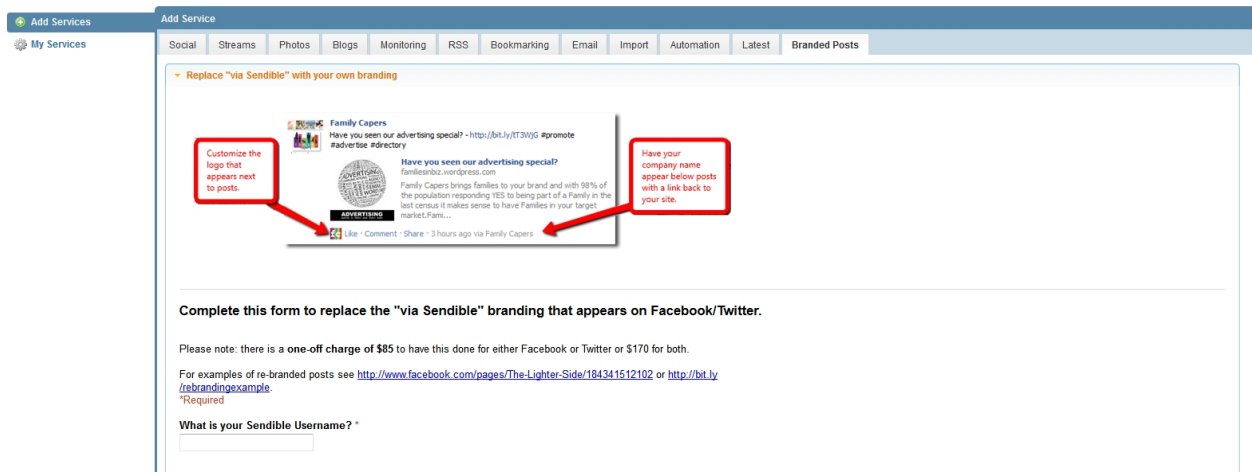 Add Services
My Services
Add Service
Social Streams Photos Blogs Monitoring RSS Bookmarking Email Import Automation Latest Branded Posts
Replace "via Sendible" with your own branding
Customize the
logo that
appears next
to posts.
Family Capers
Have you seen our advertising special? - http://bit.ly/tT3WjG #promote
#advertise #directory
Have you seen our advertising special?
familiesinbiz.wordpress.com
Family Capers brings families to your brand and with 98% of
the population responding YES to being part of a Family in the
last census it makes sense to have Families in your target
market.Fami...
ADVERTISING
ADVERTISING
Like · Comment · Share · 3 hours ago via Family Capers
Have your
company name
appear below posts
with a link back to
your site.
Complete this form to replace the "via Sendible" branding that appears on Facebook/Twitter.
Please note: there is a one-off charge of $85 to have this done for either Facebook or Twitter or $170 for both.
For examples of re-branded posts see http://www.facebook.com/pages/The-Lighter-Side/184341512102 or http://bit.ly
/rebrandingexample.
*Required
What is your Sendible Username? *